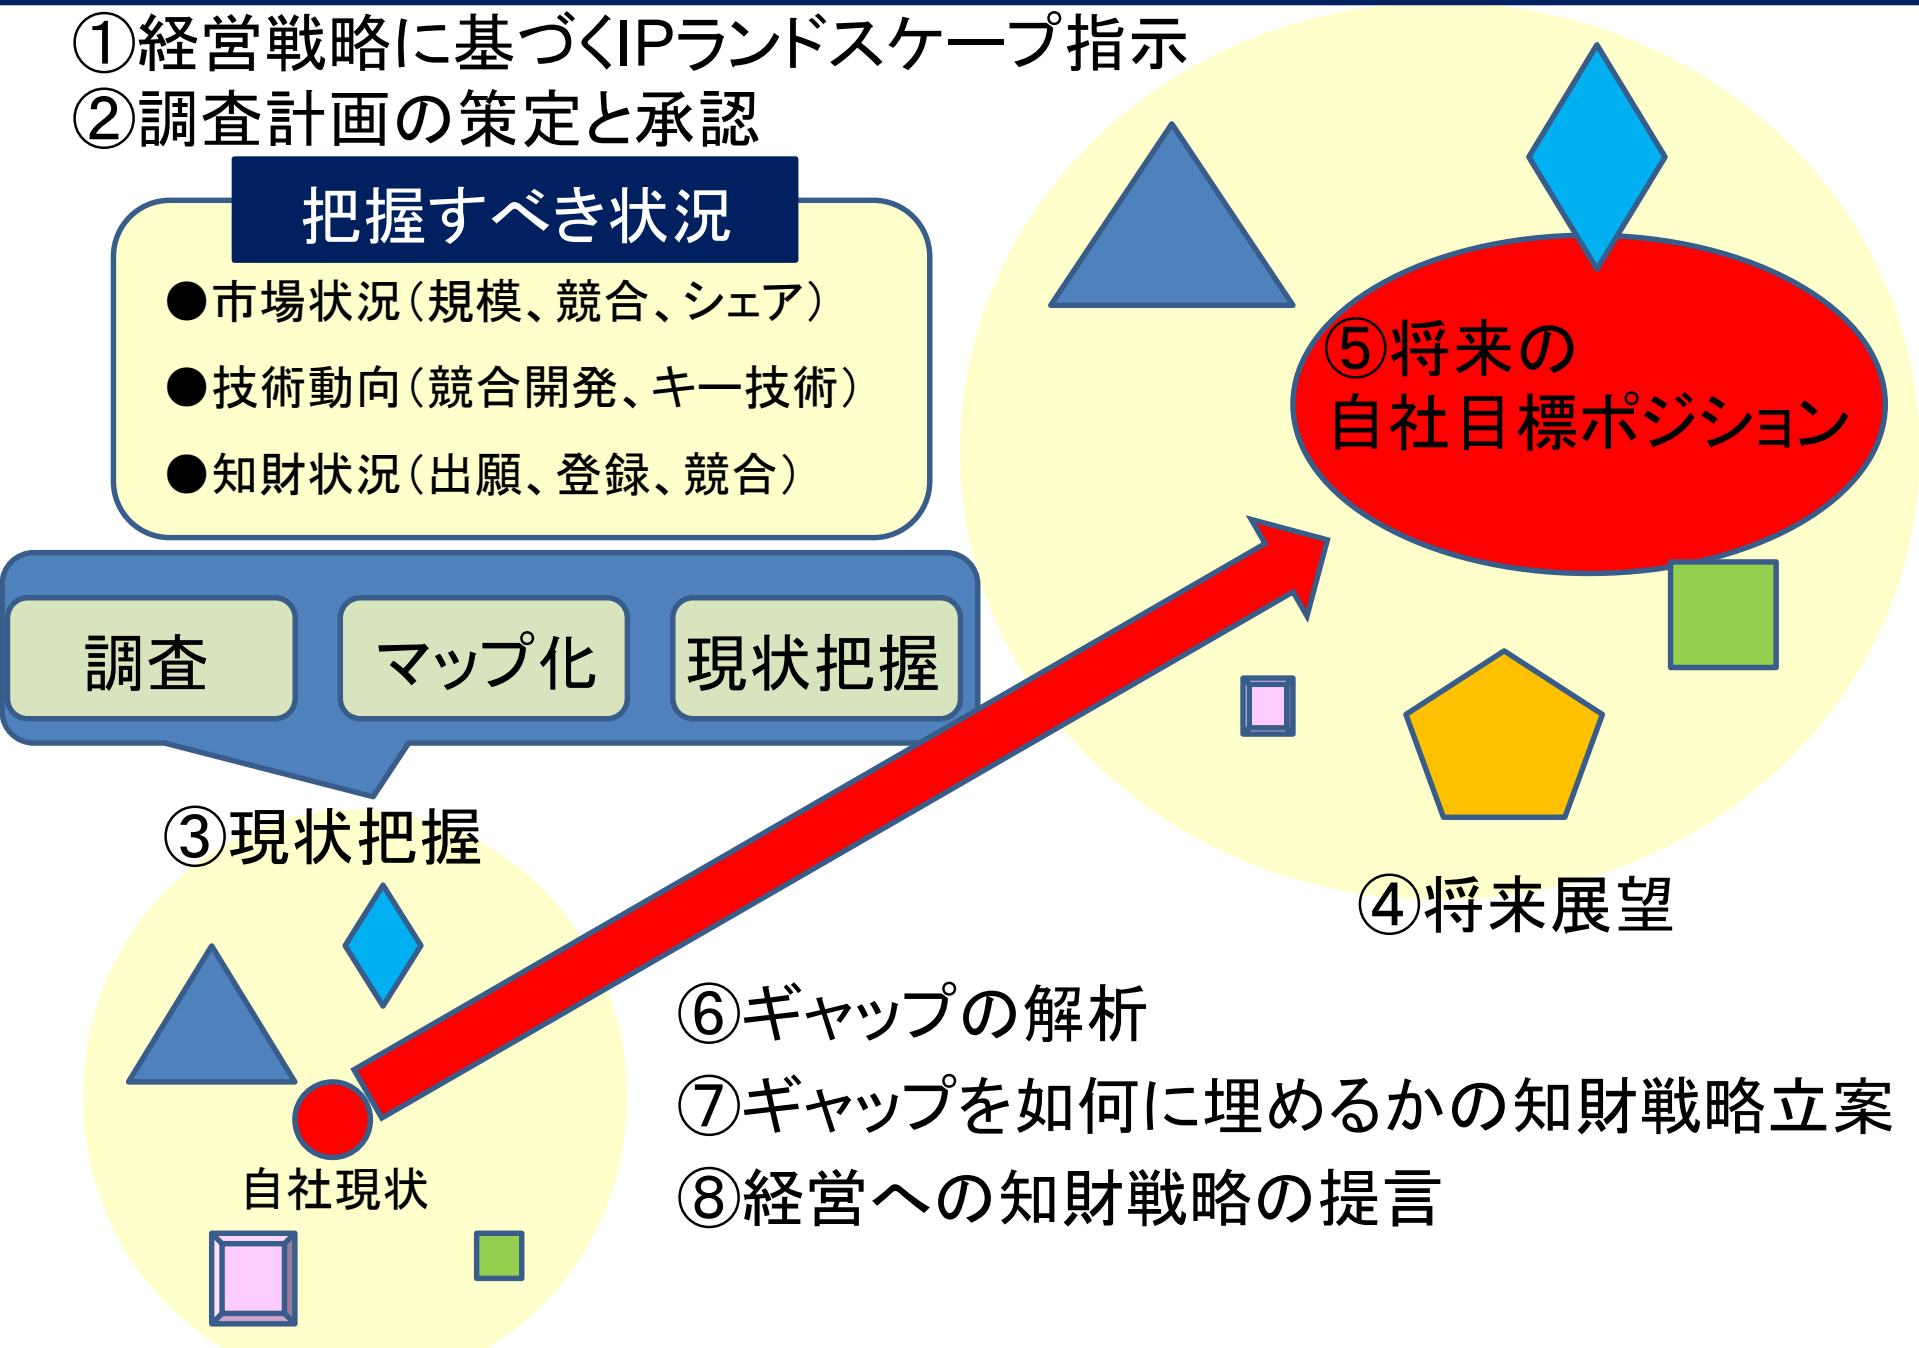 ①経営戦略に基づくIPランドスケープ指示
②調査計画の策定と承認
把握すべき状況
●市場状況(規模、競合、シェア)
●技術動向(競合開発、キー技術)
●知財状況(出願、登録、競合)
調査
マップ化
現状把握
③現状把握
自社現状
④将来展望
⑤将来の
自社目標ポジション
⑥ギャップの解析
⑦ギャップを如何に埋めるかの知財戦略立案
⑧経営への知財戦略の提言